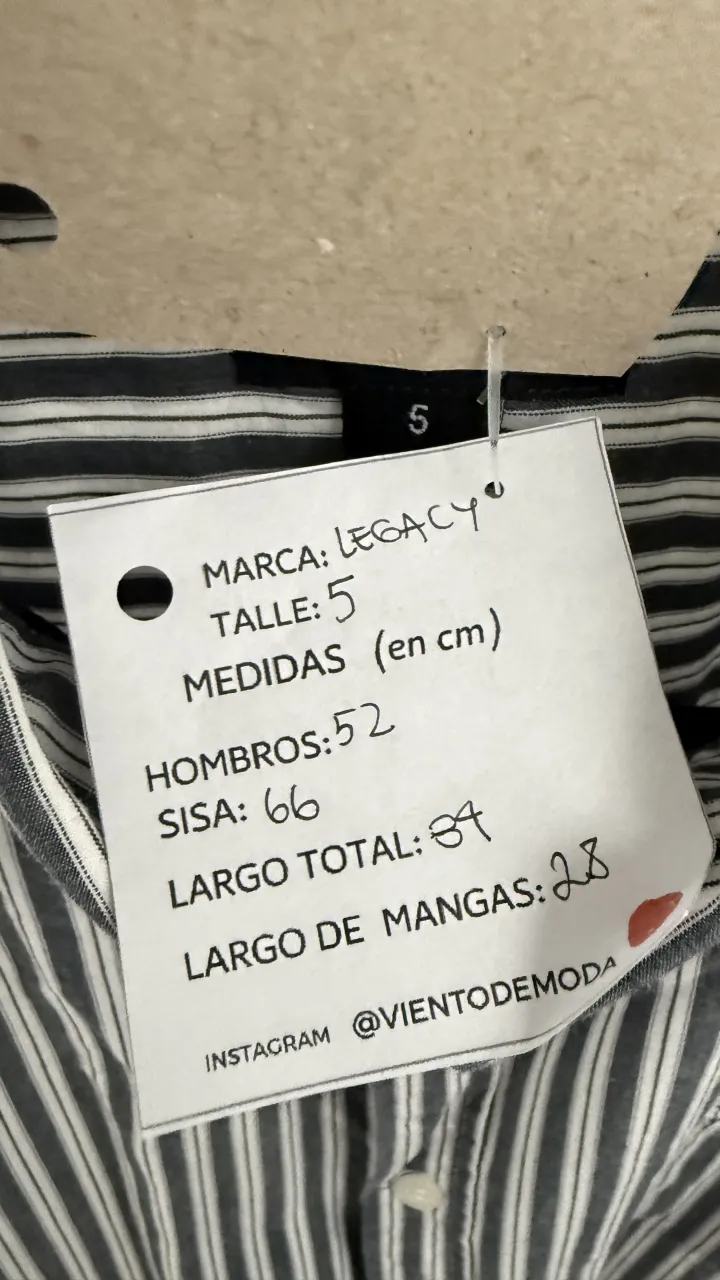 5
MARCA: LEGACY
TALLE: 5
MEDIDAS (en cm)
HOMBROS: 52
SISA: 66
LARGO TOTAL: 84
LARGO DE MANGAS: 28
INSTAGRAM @VIENTODEMODA